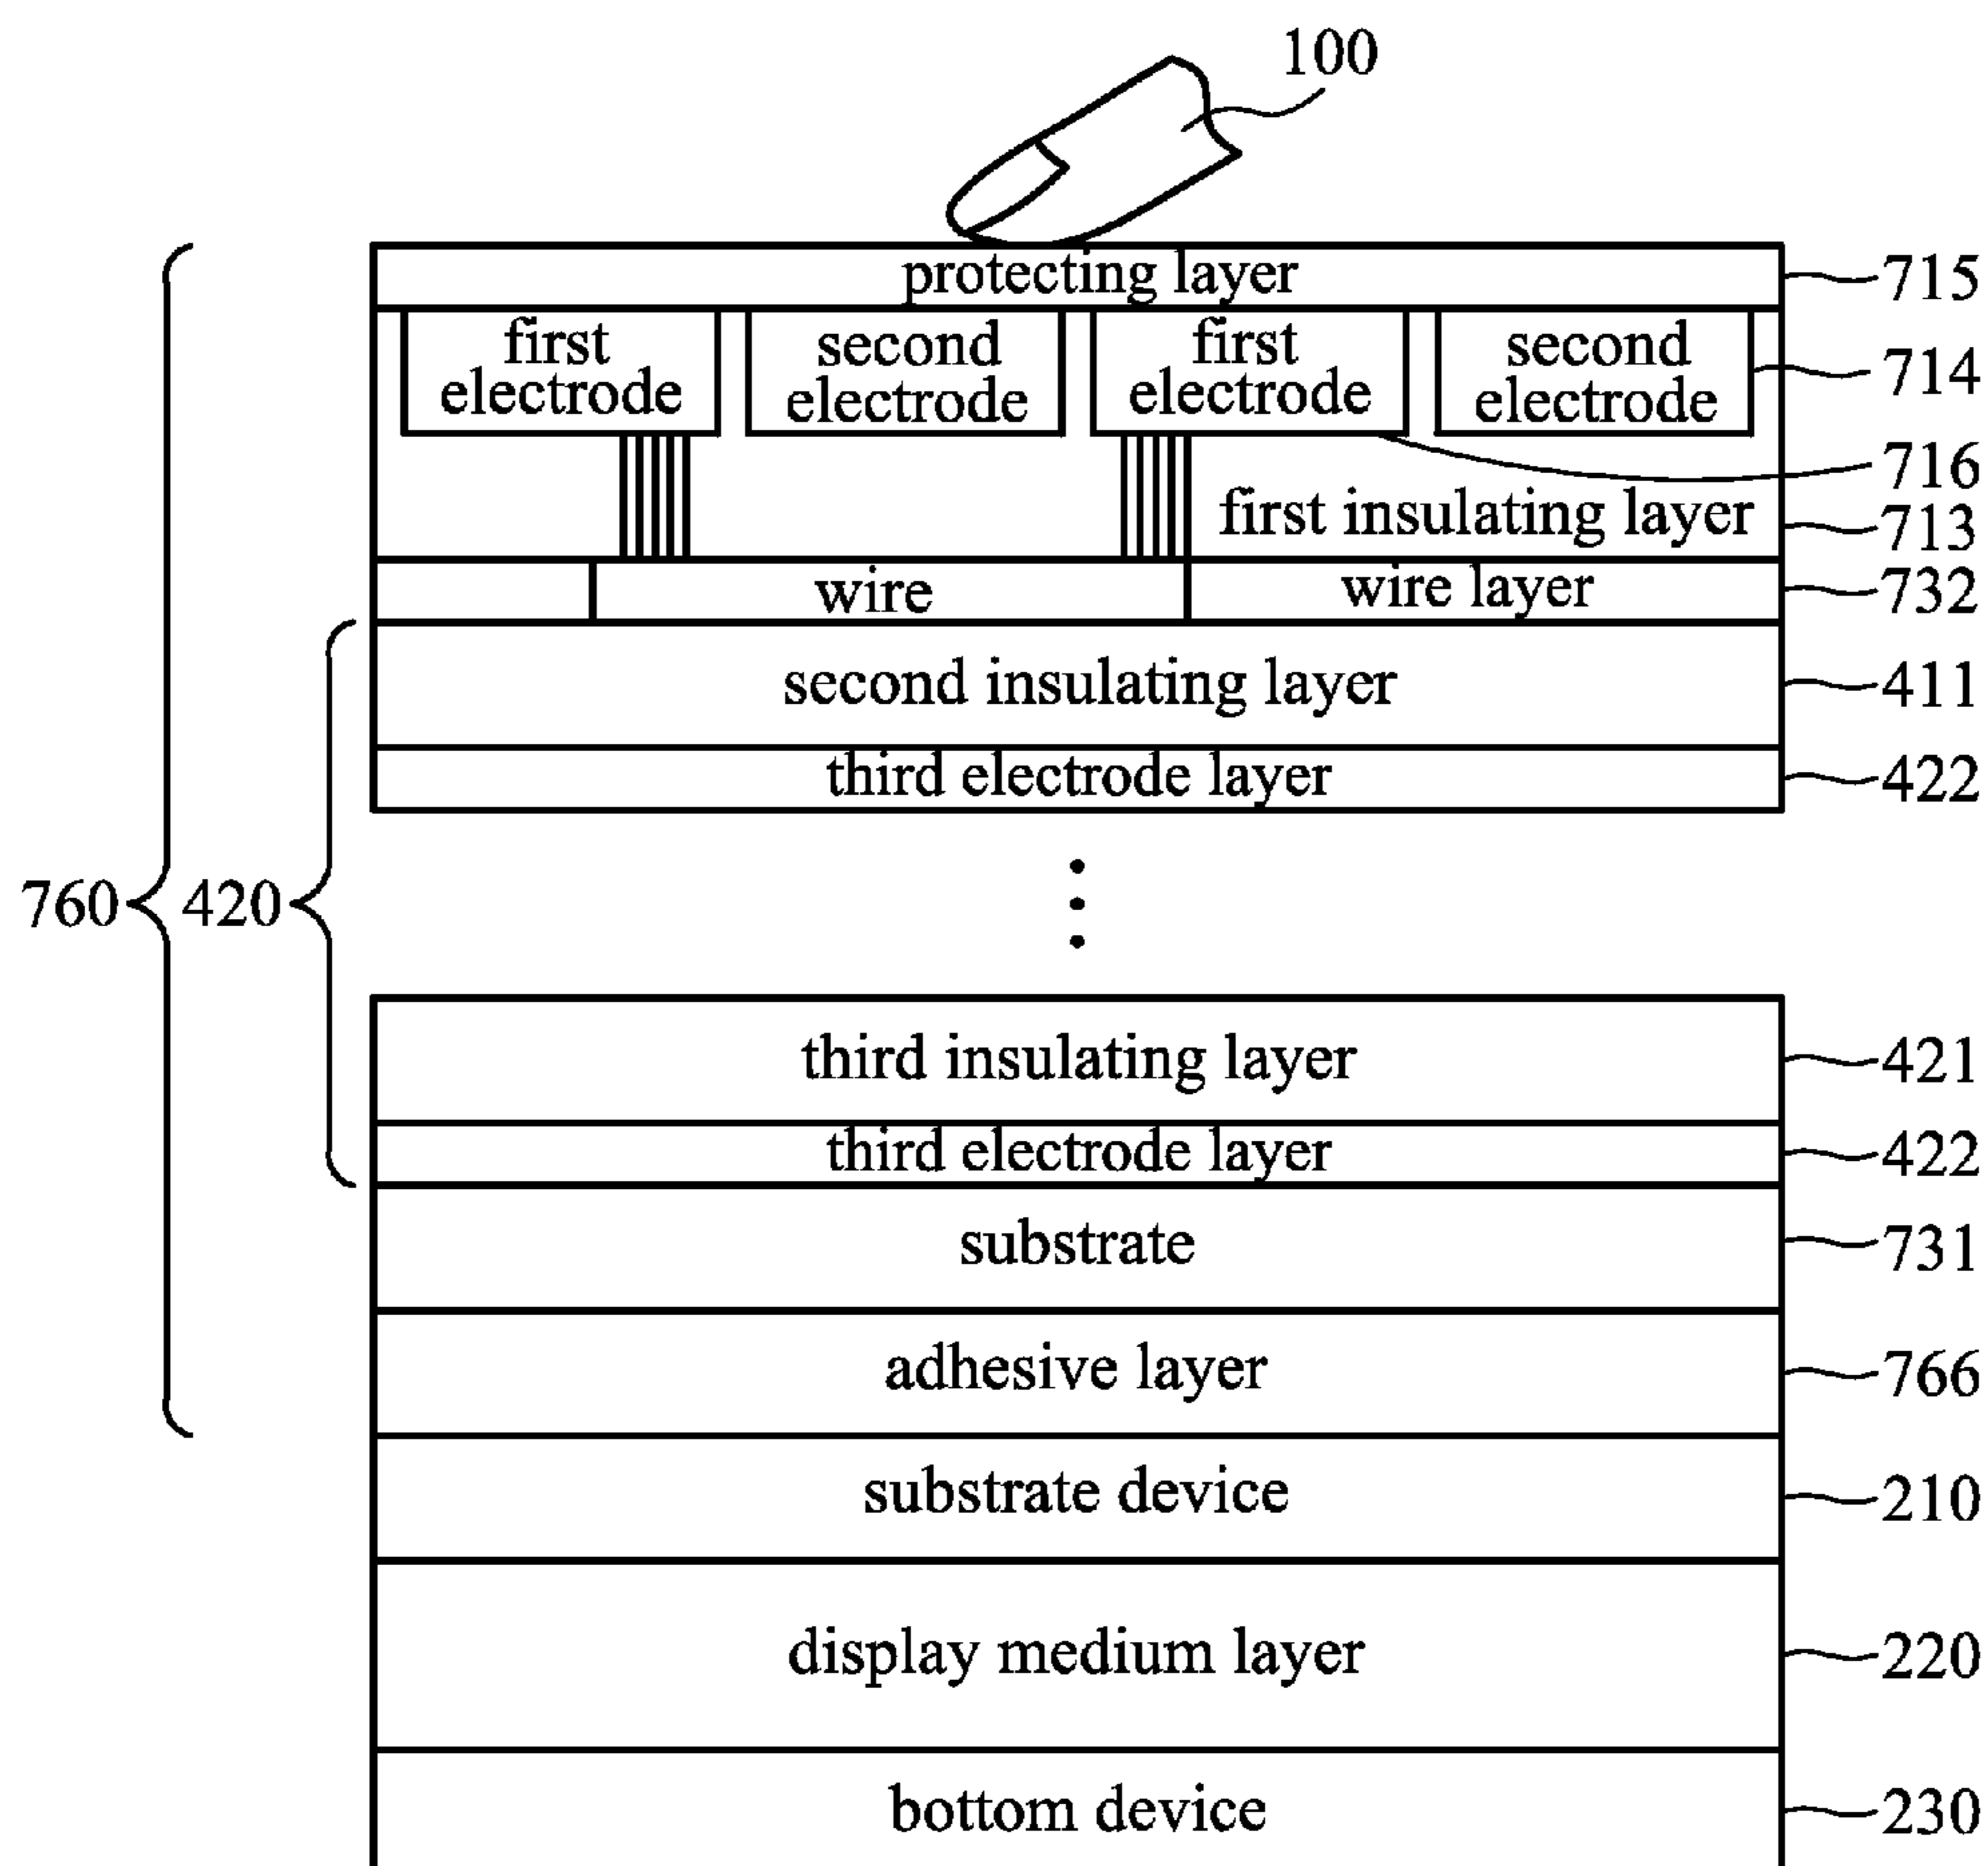 100
protecting layer
715
first
electrode
second
electrode
first
electrode
second
electrode
714
716
first insulating layer
713
wire
wire layer
732
second insulating layer
411
third electrode layer
422
760
420
third insulating layer
421
third electrode layer
422
substrate
731
adhesive layer
766
substrate device
210
display medium layer
220
bottom device
230